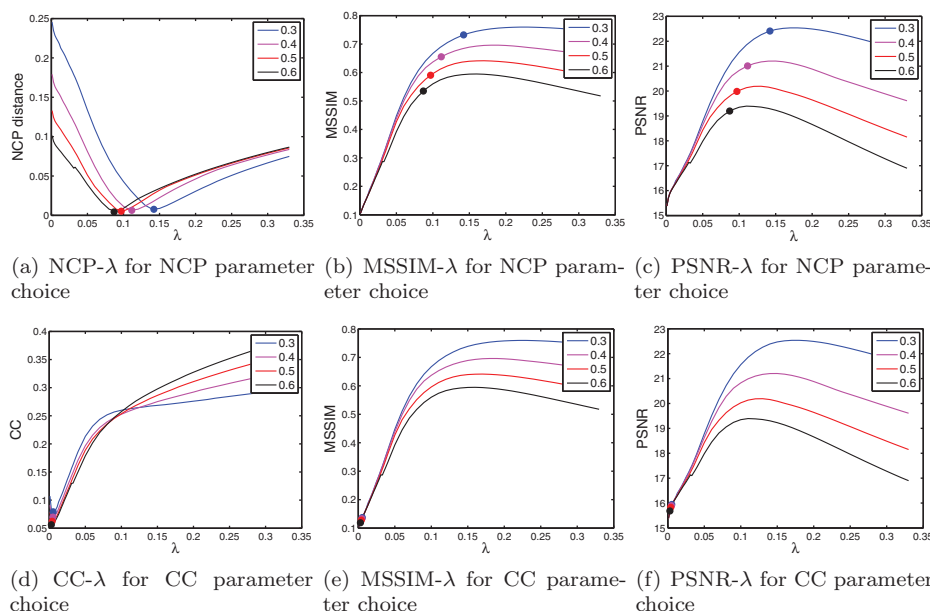 0.25
0.2
0.15
0.1
0.05
0
NCP distance
0 0.05 0.1 0.15 0.2 0.25 0.3 0.35
λ
0.3
0.4
0.5
0.6
0.8
0.7
0.6
0.5
0.4
0.3
0.2
0.1
MSSIM
0 0.05 0.1 0.15 0.2 0.25 0.3 0.35
λ
0.3
0.4
0.5
0.6
23
22
21
20
19
18
17
16
15
PSNR
0 0.05 0.1 0.15 0.2 0.25 0.3 0.35
λ
0.3
0.4
0.5
0.6
(a) NCP-λ for NCP parameter
choice
(b) MSSIM-λ for NCP param-
eter choice
(c) PSNR-λ for NCP parame-
ter choice
0.4
0.35
0.3
0.25
0.2
0.15
0.1
0.05
CC
0 0.05 0.1 0.15 0.2 0.25 0.3 0.35
λ
0.3
0.4
0.5
0.6
0.8
0.7
0.6
0.5
0.4
0.3
0.2
0.1
MSSIM
0 0.05 0.1 0.15 0.2 0.25 0.3 0.35
λ
0.3
0.4
0.5
0.6
23
22
21
20
19
18
17
16
15
PSNR
0 0.05 0.1 0.15 0.2 0.25 0.3 0.35
λ
0.3
0.4
0.5
0.6
(d) CC-λ for CC parameter
choice
(e) MSSIM-λ for CC parame-
ter choice
(f) PSNR-λ for CC parameter
choice